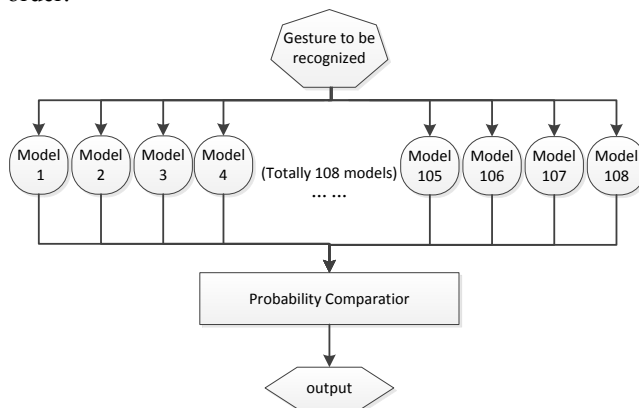 order.
Gesture to be
recognized
Model
1
Model
2
Model
3
Model
4
(Totally 108 models)
... ...
Model
105
Model
106
Model
107
Model
108
Probability Comparatior
output